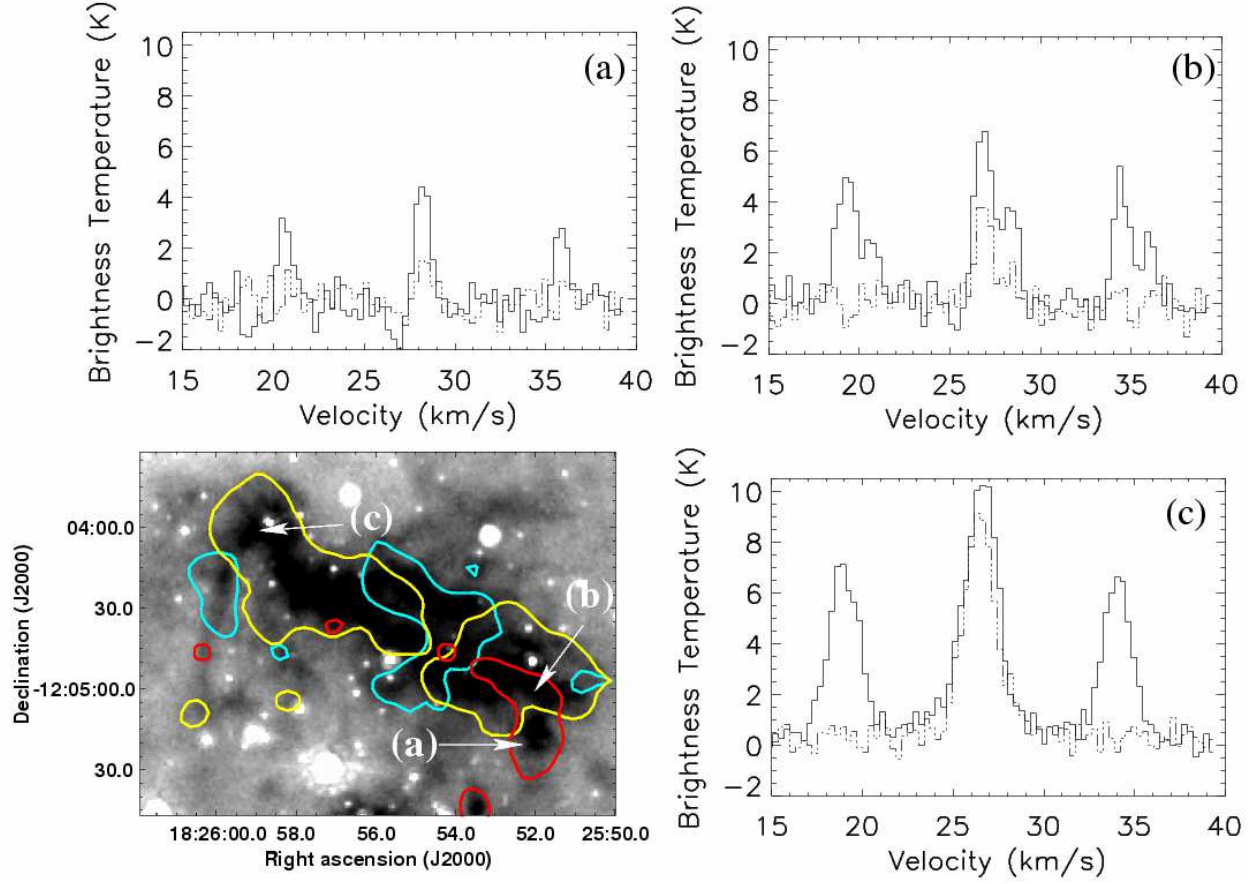 Brightness Temperature (K)
10
8
6
4
2
0
−2
(a)
15 20 25 30 35 40
Velocity (km/s)
Brightness Temperature (K)
10
8
6
4
2
0
−2
(b)
15 20 25 30 35 40
Velocity (km/s)
Declination (J2000)
04:00.0
30.0
-12:05:00.0
30.0
(c)
(b)
(a)
18:26:00.0 58.0 56.0 54.0 52.0 25:50.0
Right ascension (J2000)
Brightness Temperature (K)
10
8
6
4
2
0
−2
(c)
15 20 25 30 35 40
Velocity (km/s)